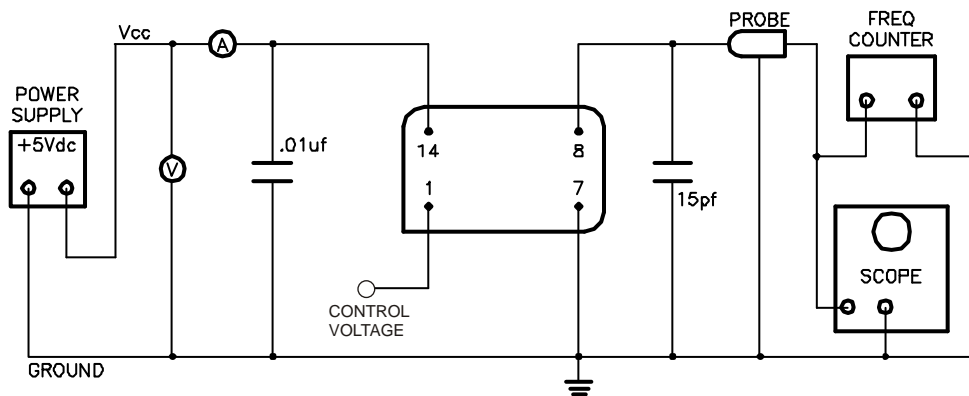 PROBE
FREQ
COUNTER
Vcc
A
POWER
SUPPLY
+5Vdc
V
.01uf
14
8
1
7
15pf
SCOPE
CONTROL
VOLTAGE
GROUND